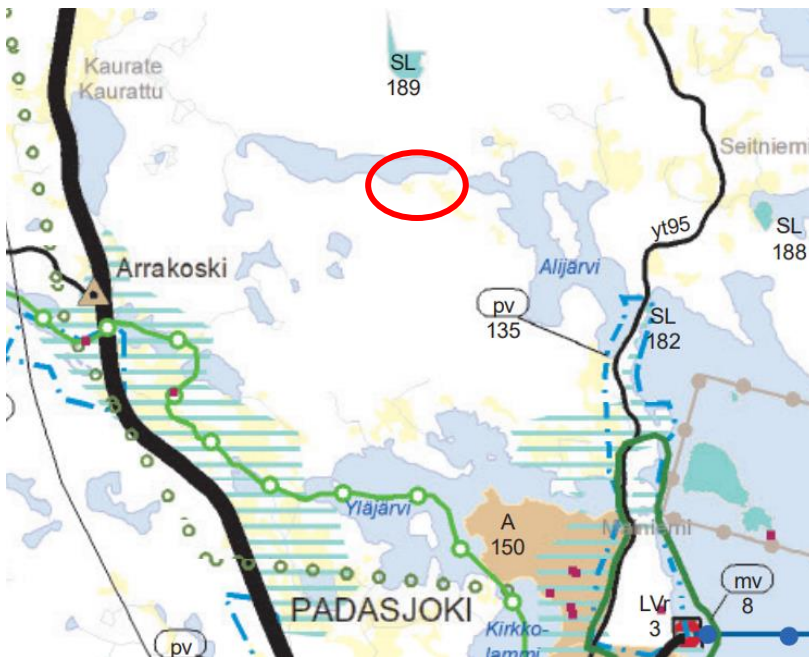 Kaurate
Kaurattu
SL
189
Seitniemi
yt95
SL
188
Arrakoski
Alijärvi
pv
135
SL
182
Yläjärvi
A
150
Mainiemi
PADASJOKI
LVr
3
mv
8
Kirkko-
lammi
pv